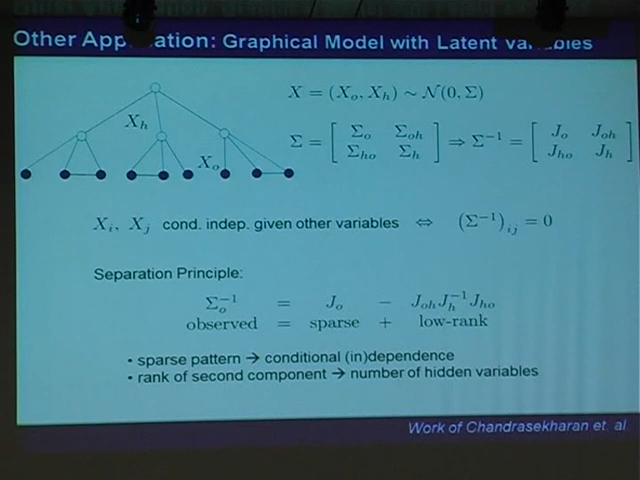 Other App ation: Graphical Model with Latent Variables
X = (X_o, X_h) ~ N(0, Σ)
X_h
Σ = [ Σ_o Σ_oh ; Σ_ho Σ_h ] ⇒ Σ^{-1} = [ J_o J_oh ; J_ho J_h ]
X_o
X_i, X_j cond. indep. given other variables ⇔ (Σ^{-1})_{ij} = 0
Separation Principle:
Σ_o^{-1} = J_o − J_oh J_h^{-1} J_ho
observed = sparse + low-rank
• sparse pattern → conditional (in)dependence
• rank of second component → number of hidden variables
Work of Chandrasekharan et. al